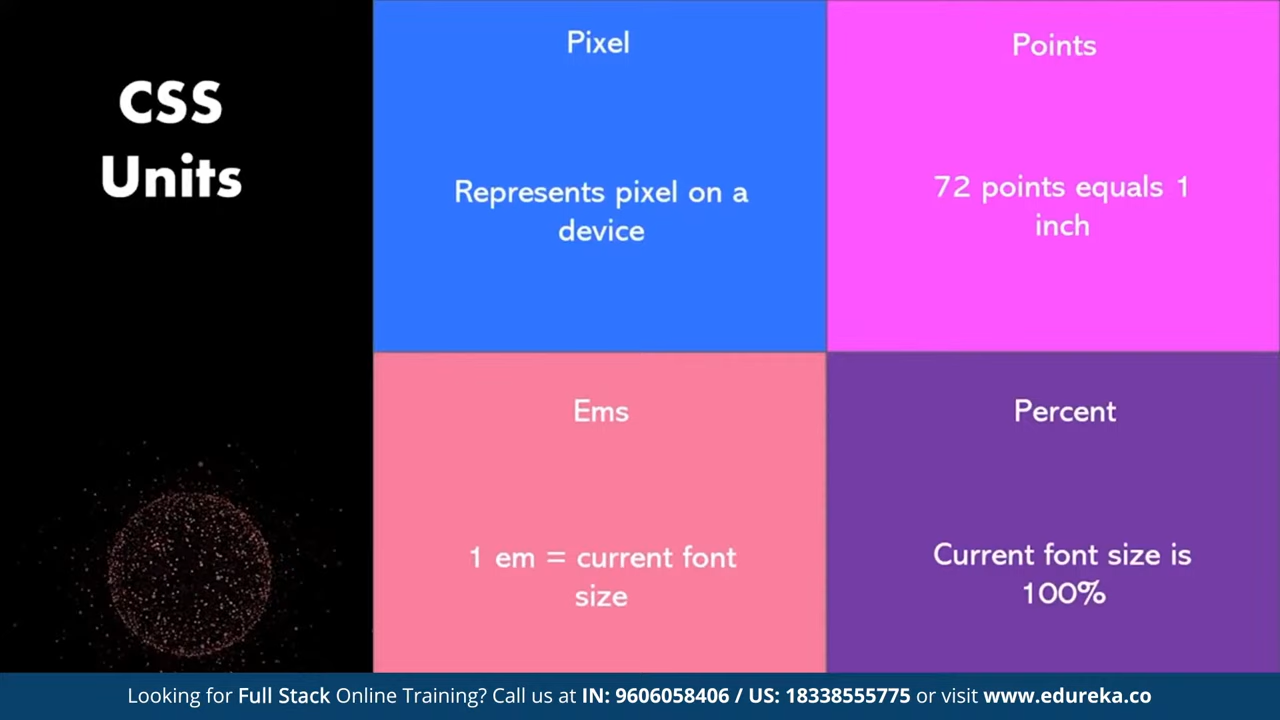 CSS
Units
Pixel
Represents pixel on a
device
Points
72 points equals 1
inch
Ems
1 em = current font
size
Percent
Current font size is
100%
Looking for Full Stack Online Training? Call us at IN: 9606058406 / US: 18338555775 or visit www.edureka.co